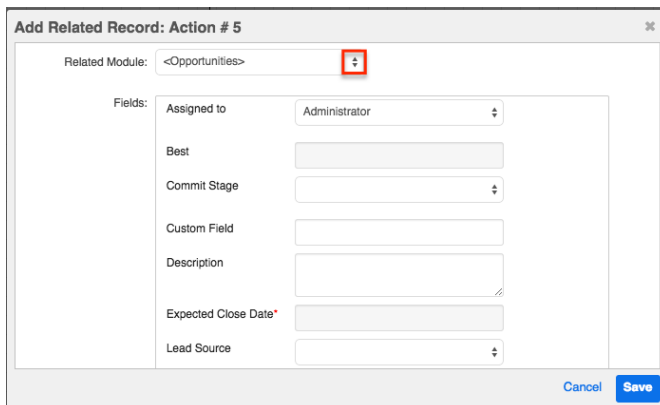 Add Related Record: Action # 5
Related Module: <Opportunities>
Fields: Assigned to Administrator
Best
Commit Stage
Custom Field
Description
Expected Close Date*
Lead Source
Cancel Save